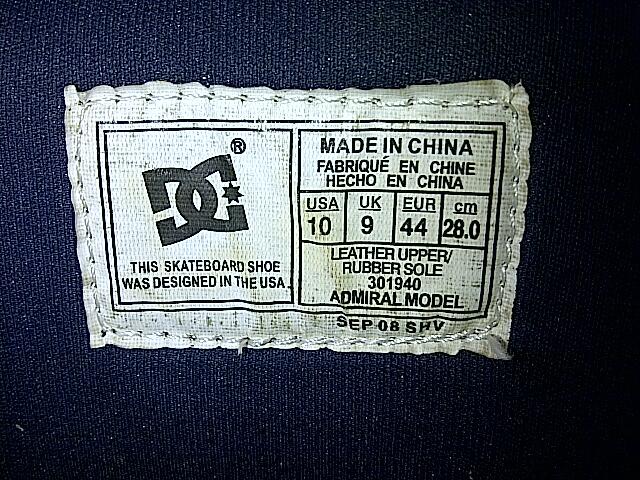 DC ®
THIS SKATEBOARD SHOE
WAS DESIGNED IN THE USA.
MADE IN CHINA
FABRIQUÉ EN CHINE
HECHO EN CHINA
USA UK EUR cm
10 9 44 28.0
LEATHER UPPER/
RUBBER SOLE
301940
ADMIRAL MODEL
SEP 08 SHV